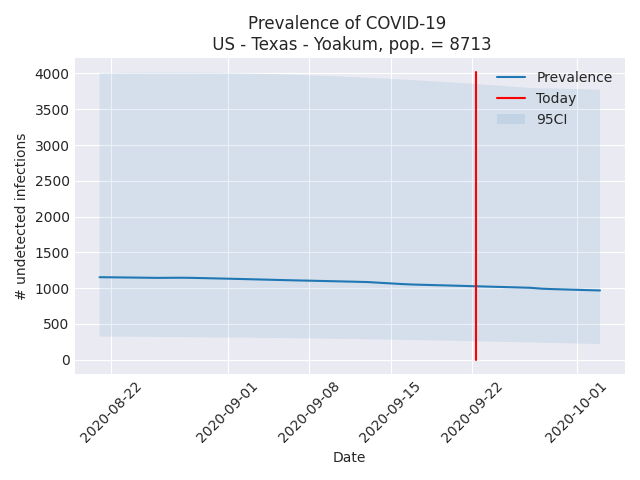 Prevalence of COVID-19
US - Texas - Yoakum, pop. = 8713
# undetected infections
4000
3500
3000
2500
2000
1500
1000
500
0
Prevalence
Today
95CI
2020-08-22
2020-09-01
2020-09-08
2020-09-15
2020-09-22
2020-10-01
Date